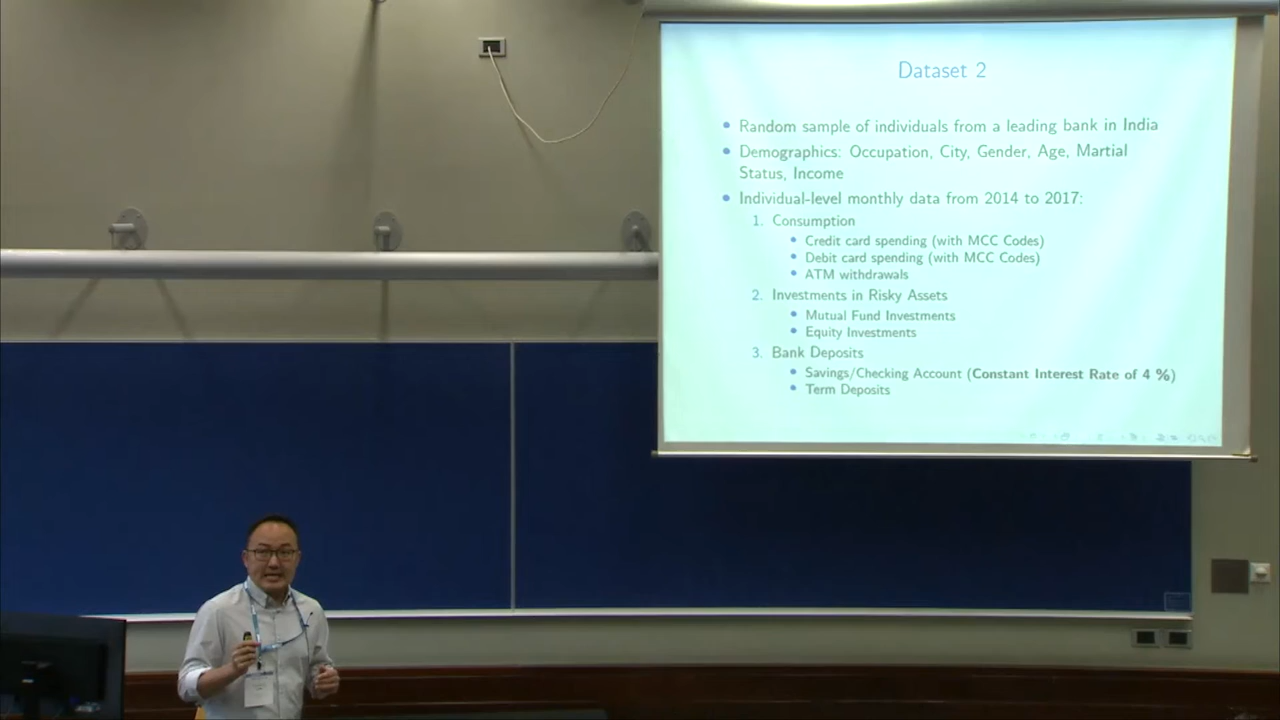 Dataset 2
• Random sample of individuals from a leading bank in India
• Demographics: Occupation, City, Gender, Age, Martial
Status, Income
• Individual-level monthly data from 2014 to 2017:
1. Consumption
• Credit card spending (with MCC Codes)
• Debit card spending (with MCC Codes)
• ATM withdrawals
2. Investments in Risky Assets
• Mutual Fund Investments
• Equity Investments
3. Bank Deposits
• Savings/Checking Account (Constant Interest Rate of 4 %)
• Term Deposits